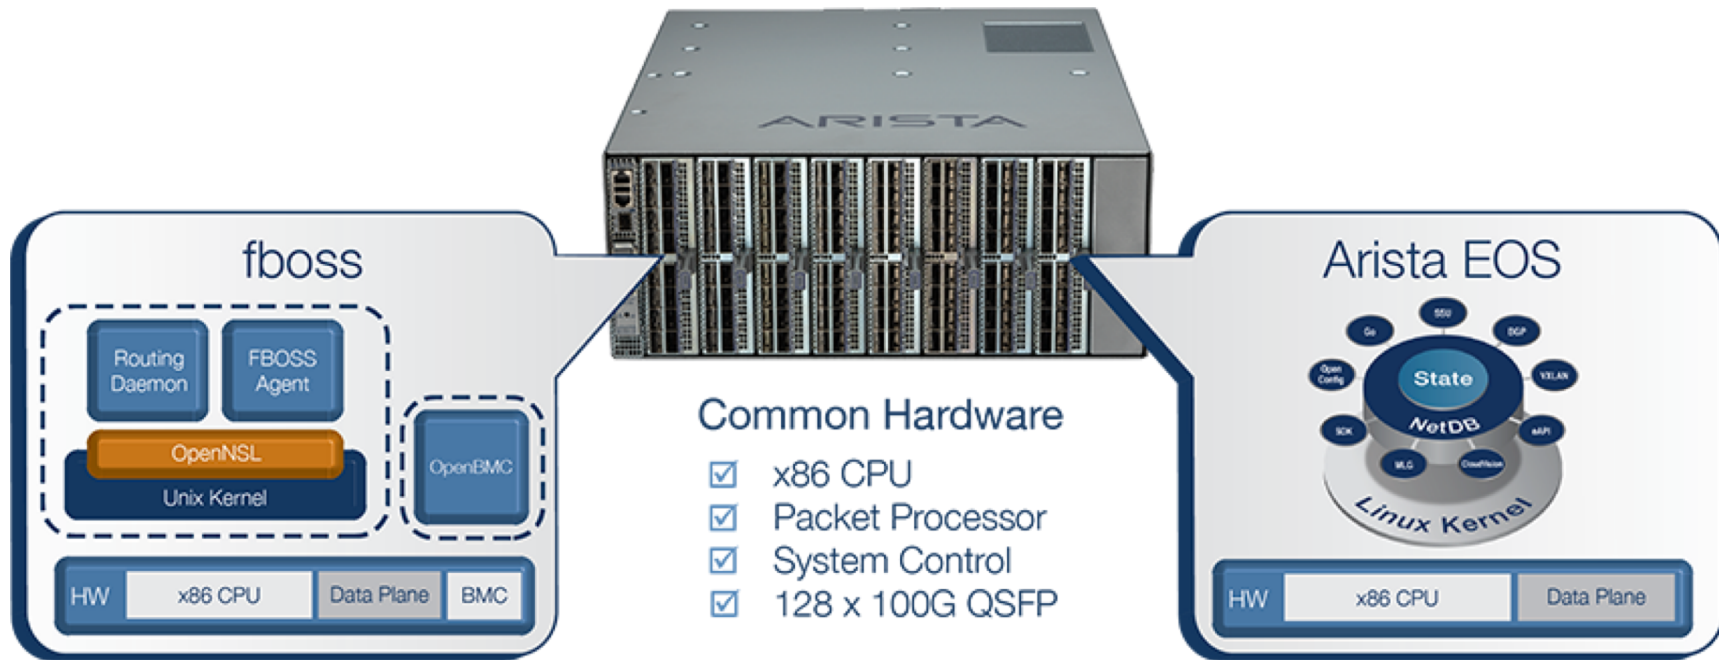 ARISTA
fboss
Routing
Daemon
FBOSS
Agent
OpenNSL
Unix Kernel
OpenBMC
HW
x86 CPU
Data Plane
BMC
Common Hardware
x86 CPU
Packet Processor
System Control
128 x 100G QSFP
Arista EOS
SSU
Go
BGP
Open
Config
State
VXLAN
NetDB
SDK
eAPI
MLG
CloudVision
Linux Kernel
HW
x86 CPU
Data Plane